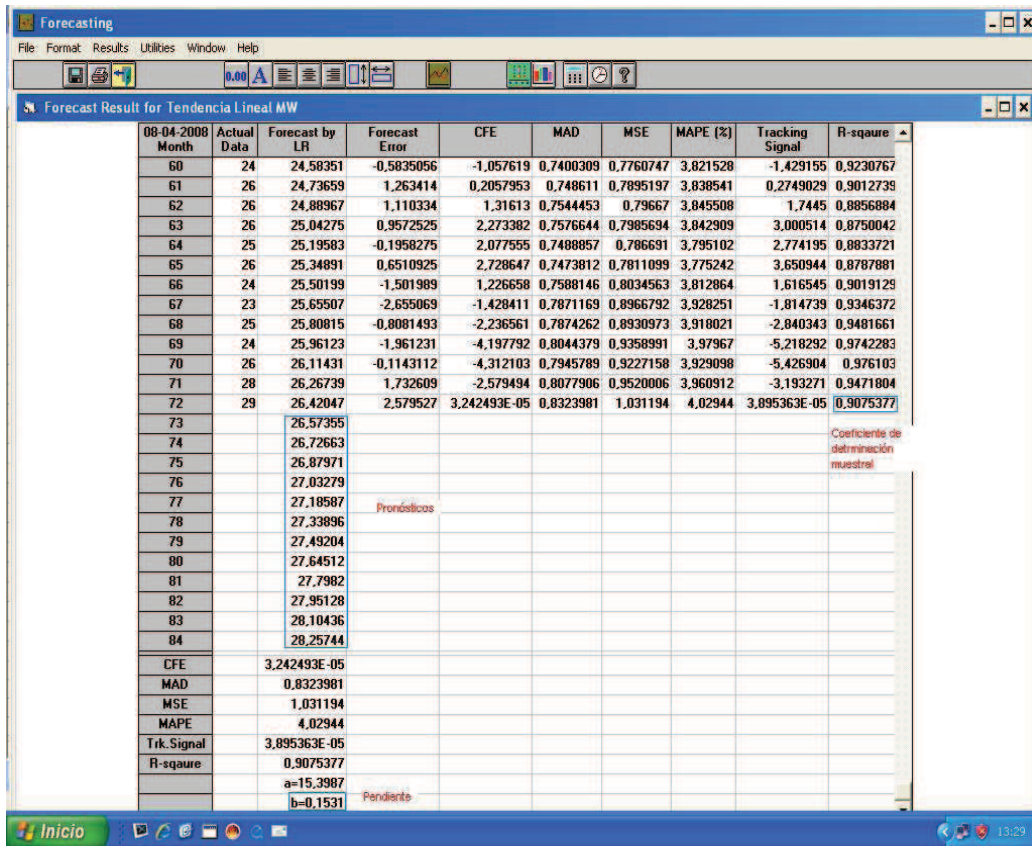 Forecasting
File Format Results Utilities Window Help
0.00 A
Forecast Result for Tendencia Lineal MW
08-04-2008 Month Actual Data Forecast by LR Forecast Error CFE MAD MSE MAPE (%) Tracking Signal R-sqaure
60 24 24,58351 -0,5835056 -1,057619 0,7400309 0,7760747 3,821528 -1,429155 0,9230767
61 26 24,73659 1,263414 0,2057953 0,748611 0,7895197 3,838541 0,2749029 0,9012739
62 26 24,88967 1,110334 1,31613 0,7544453 0,79667 3,845508 1,7445 0,8856884
63 26 25,04275 0,9572525 2,273382 0,7576644 0,7985694 3,842909 3,000514 0,8750042
64 25 25,19583 -0,1958275 2,077555 0,7488857 0,786691 3,795102 2,774195 0,8833721
65 26 25,34891 0,6510925 2,728647 0,7473812 0,7811099 3,775242 3,650944 0,8787881
66 24 25,50199 -1,501989 1,226658 0,7588146 0,8034563 3,812864 1,616545 0,9019129
67 23 25,65507 -2,655069 -1,428411 0,7871169 0,8966792 3,928251 -1,814739 0,9346372
68 25 25,80815 -0,8081493 -2,236561 0,7874262 0,8930973 3,918021 -2,840343 0,9481661
69 24 25,96123 -1,961231 -4,197792 0,8044379 0,9358991 3,97967 -5,218292 0,9742283
70 26 26,11431 -0,1143112 -4,312103 0,7945789 0,9227158 3,929098 -5,426904 0,976103
71 28 26,26739 1,732609 -2,579494 0,8077906 0,9520006 3,960912 -3,193271 0,9471804
72 29 26,42047 2,579527 3,242493E-05 0,8323981 1,031194 4,02944 3,895363E-05 0,9075377
73 26,57355
Coeficiente de
74 26,72663
detrminación
75 26,87971
muestral
76 27,03279
77 27,18587
Pronósticos
78 27,33896
79 27,49204
80 27,64512
81 27,7982
82 27,95128
83 28,10436
84 28,25744
CFE 3,242493E-05
MAD 0,8323981
MSE 1,031194
MAPE 4,02944
Trk.Signal 3,895363E-05
R-sqaure 0,9075377
a=15,3987
b=0,1531 Pendiente
Inicio 13:29